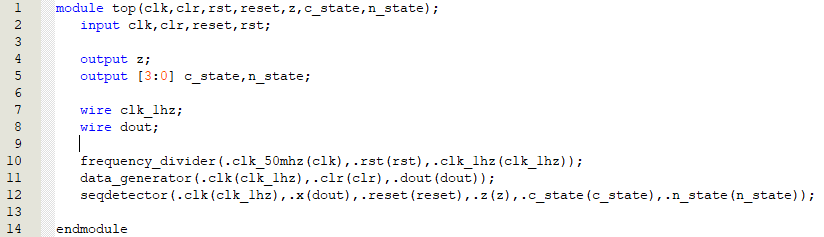 1 module top(clk,clr,rst,reset,z,c_state,n_state);
2 input clk,clr,reset,rst;
3
4 output z;
5 output [3:0] c_state,n_state;
6
7 wire clk_1hz;
8 wire dout;
9
10 frequency_divider(.clk_50mhz(clk),.rst(rst),.clk_1hz(clk_1hz));
11 data_generator(.clk(clk_1hz),.clr(clr),.dout(dout));
12 seqdetector(.clk(clk_1hz),.x(dout),.reset(reset),.z(z),.c_state(c_state),.n_state(n_state));
13
14 endmodule